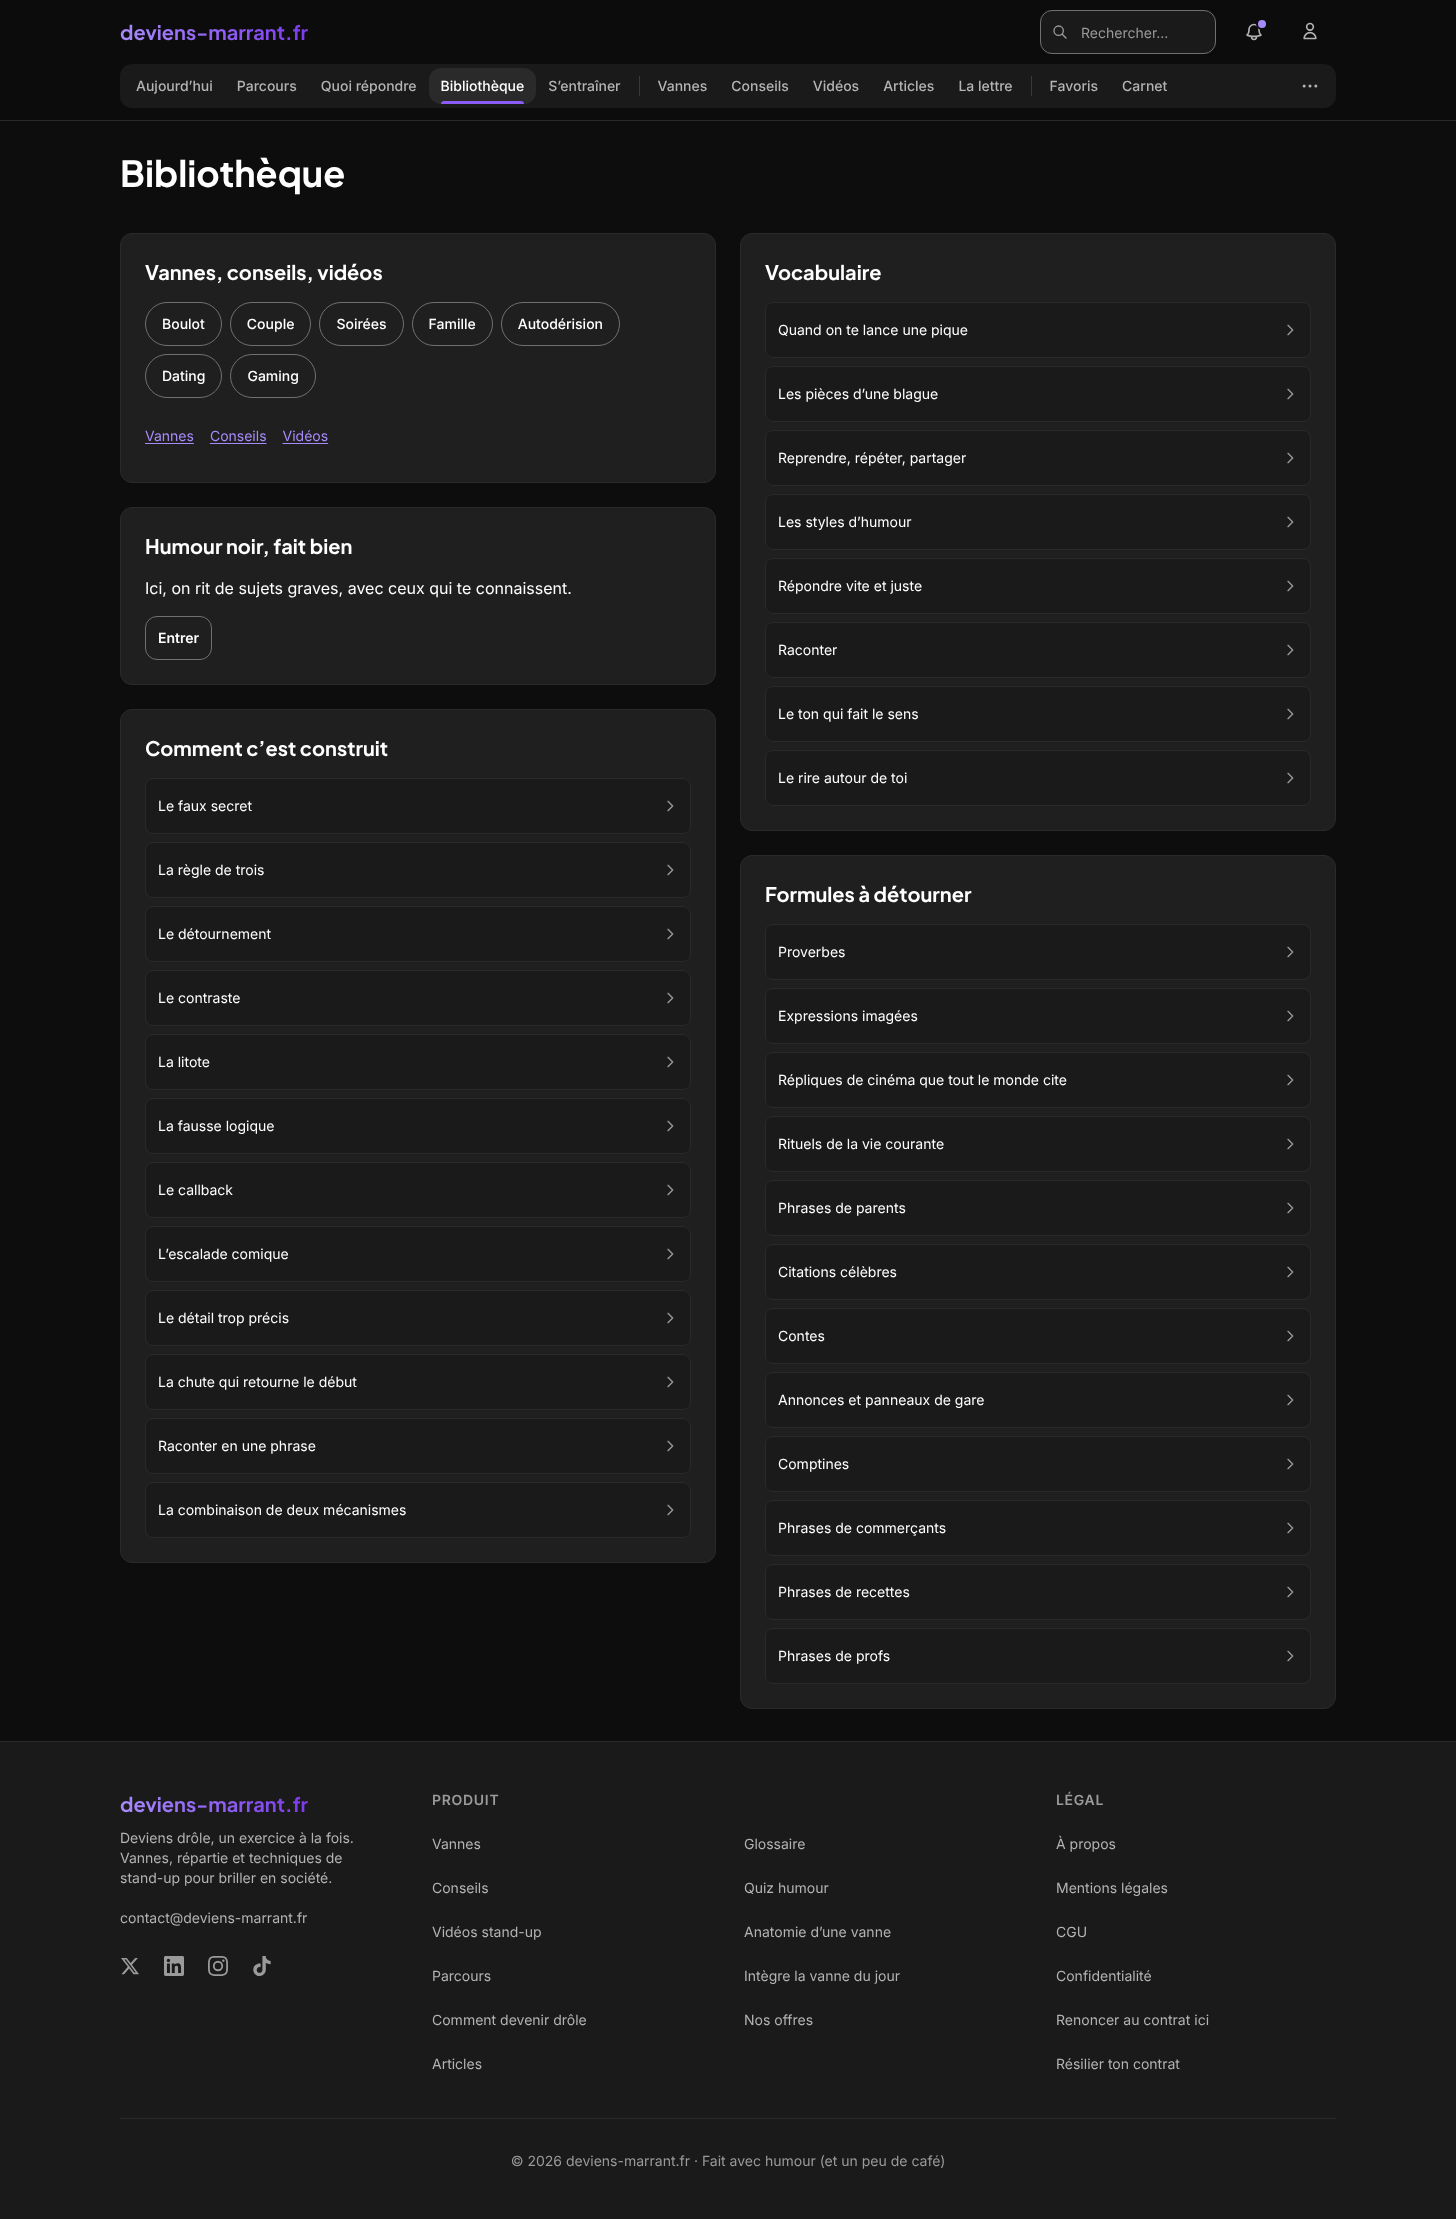 deviens-marrant.fr
Rechercher...
Aujourd’hui
Parcours
Quoi répondre
Bibliothèque
S’entraîner
Vannes
Conseils
Vidéos
Articles
La lettre
Favoris
Carnet
Bibliothèque
Vannes, conseils, vidéos
Boulot
Couple
Soirées
Famille
Autodérision
Dating
Gaming
Vannes
Conseils
Vidéos
Humour noir, fait bien
Ici, on rit de sujets graves, avec ceux qui te connaissent.
Entrer
Comment c’est construit
Le faux secret
La règle de trois
Le détournement
Le contraste
La litote
La fausse logique
Le callback
L’escalade comique
Le détail trop précis
La chute qui retourne le début
Raconter en une phrase
La combinaison de deux mécanismes
Vocabulaire
Quand on te lance une pique
Les pièces d’une blague
Reprendre, répéter, partager
Les styles d’humour
Répondre vite et juste
Raconter
Le ton qui fait le sens
Le rire autour de toi
Formules à détourner
Proverbes
Expressions imagées
Répliques de cinéma que tout le monde cite
Rituels de la vie courante
Phrases de parents
Citations célèbres
Contes
Annonces et panneaux de gare
Comptines
Phrases de commerçants
Phrases de recettes
Phrases de profs
deviens-marrant.fr
Deviens drôle, un exercice à la fois.
Vannes, répartie et techniques de
stand-up pour briller en société.
contact@deviens-marrant.fr
PRODUIT
Vannes
Conseils
Vidéos stand-up
Parcours
Comment devenir drôle
Articles
Glossaire
Quiz humour
Anatomie d’une vanne
Intègre la vanne du jour
Nos offres
LÉGAL
À propos
Mentions légales
CGU
Confidentialité
Renoncer au contrat ici
Résilier ton contrat
© 2026 deviens-marrant.fr · Fait avec humour (et un peu de café)